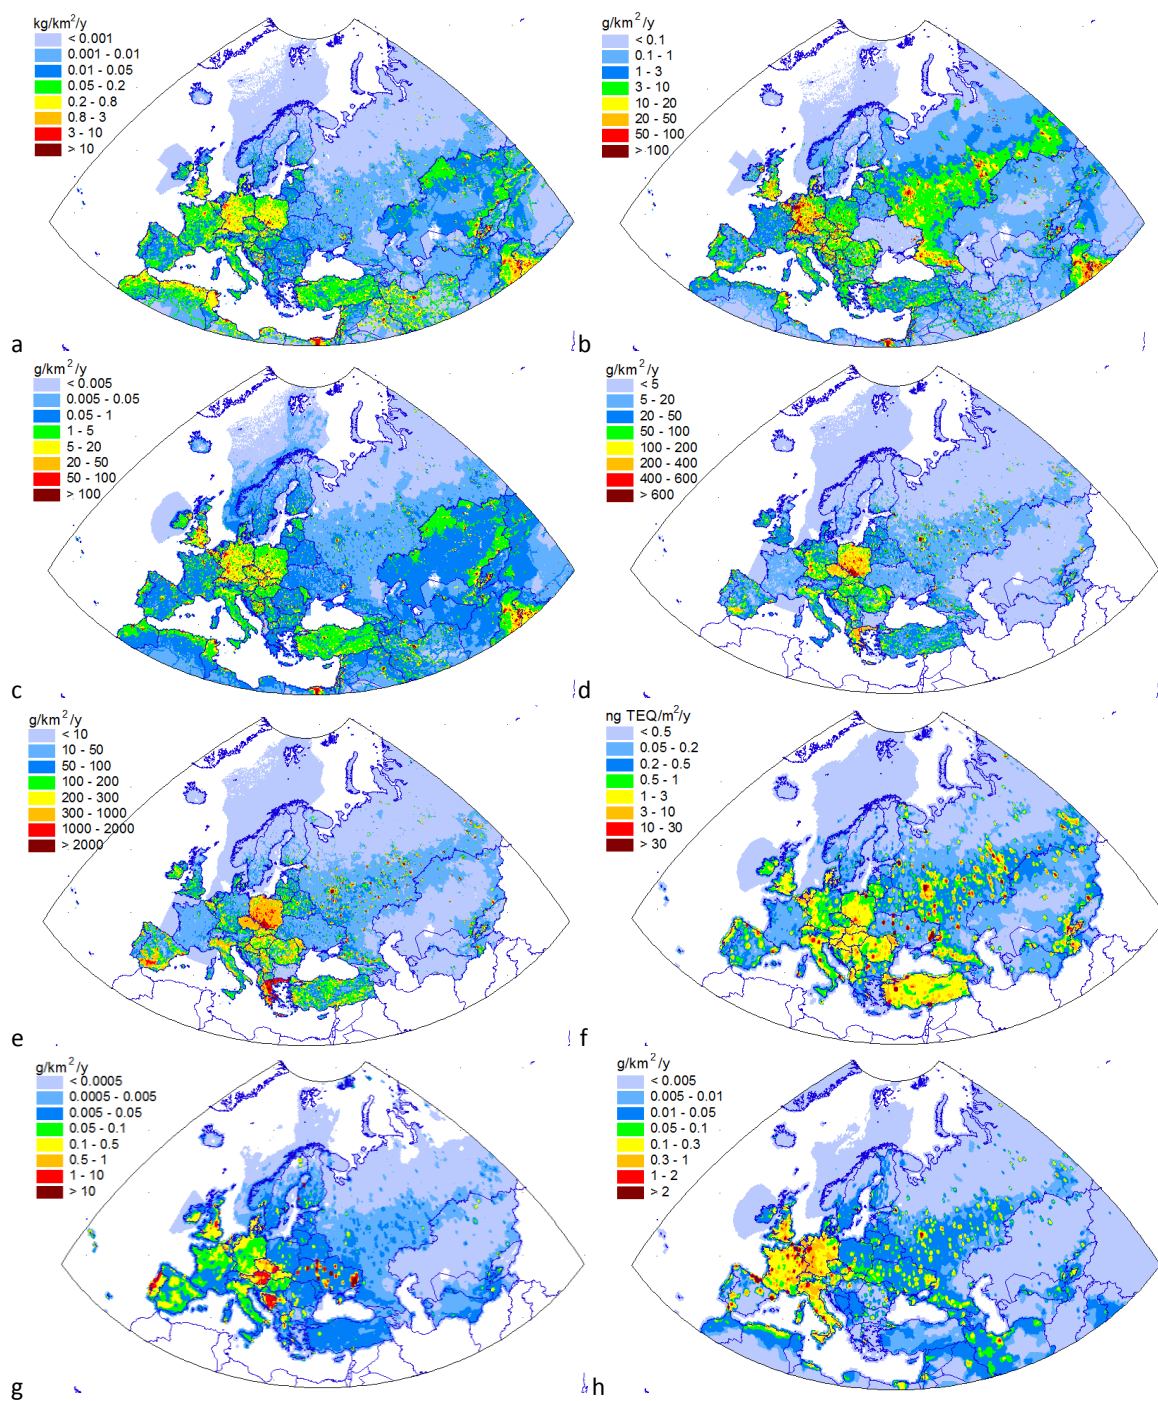 kg/km2/y
< 0.001
0.001 - 0.01
0.01 - 0.05
0.05 - 0.2
0.2 - 0.8
0.8 - 3
3 - 10
> 10
a
g/km2/y
< 0.1
0.1 - 1
1 - 3
3 - 10
10 - 20
20 - 50
50 - 100
> 100
b
g/km2/y
< 0.005
0.005 - 0.05
0.05 - 1
1 - 5
5 - 20
20 - 50
50 - 100
> 100
c
g/km2/y
< 5
5 - 20
20 - 50
50 - 100
100 - 200
200 - 400
400 - 600
> 600
d
g/km2/y
< 10
10 - 50
50 - 100
100 - 200
200 - 300
300 - 1000
1000 - 2000
> 2000
e
ng TEQ/m2/y
< 0.5
0.05 - 0.2
0.2 - 0.5
0.5 - 1
1 - 3
3 - 10
10 - 30
> 30
f
g/km2/y
< 0.0005
0.0005 - 0.005
0.005 - 0.05
0.05 - 0.1
0.1 - 0.5
0.5 - 1
1 - 10
> 10
g
g/km2/y
< 0.005
0.005 - 0.01
0.01 - 0.05
0.05 - 0.1
0.1 - 0.3
0.3 - 1
1 - 2
> 2
h